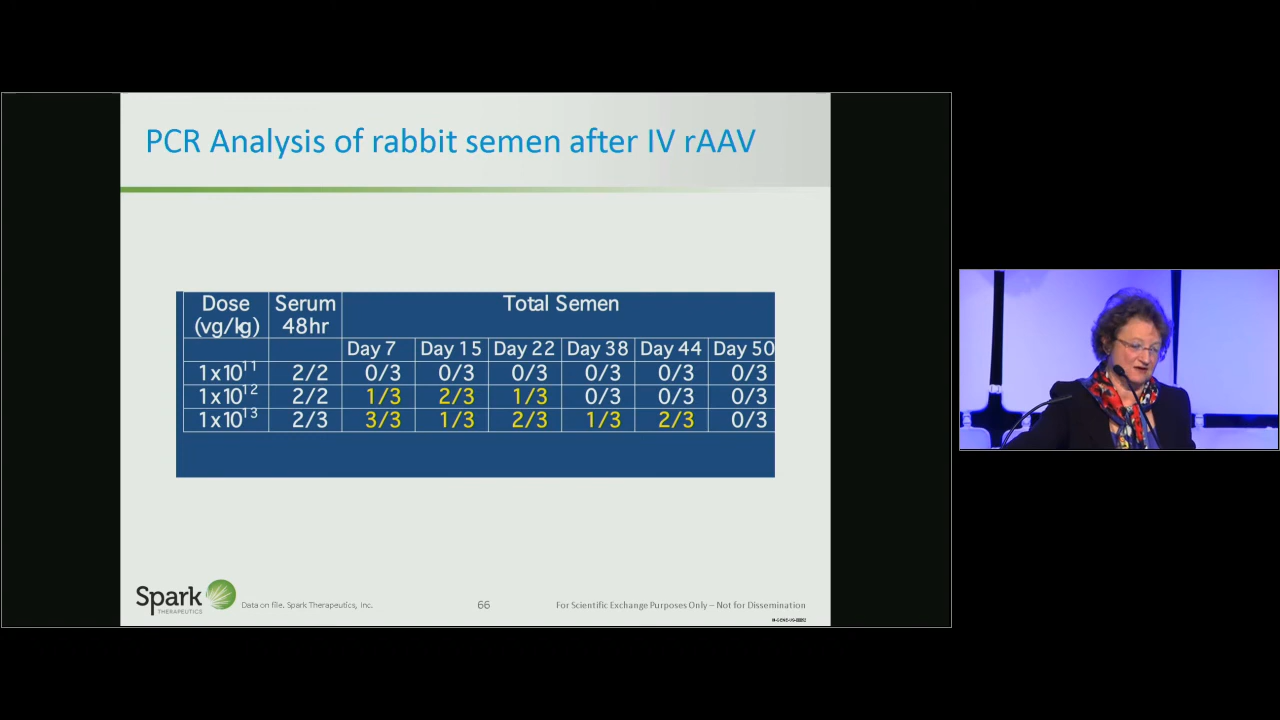 PCR Analysis of rabbit semen after IV rAAV
Dose (vg/kg) Serum 48hr Total Semen
Day 7 Day 15 Day 22 Day 38 Day 44 Day 50
1x10¹¹ 2/2 0/3 0/3 0/3 0/3 0/3 0/3
1x10¹² 2/2 1/3 2/3 1/3 0/3 0/3 0/3
1x10¹³ 2/3 3/3 1/3 2/3 1/3 2/3 0/3
Spark
THERAPEUTICS
Data on file. Spark Therapeutics, Inc.
66
For Scientific Exchange Purposes Only – Not for Dissemination